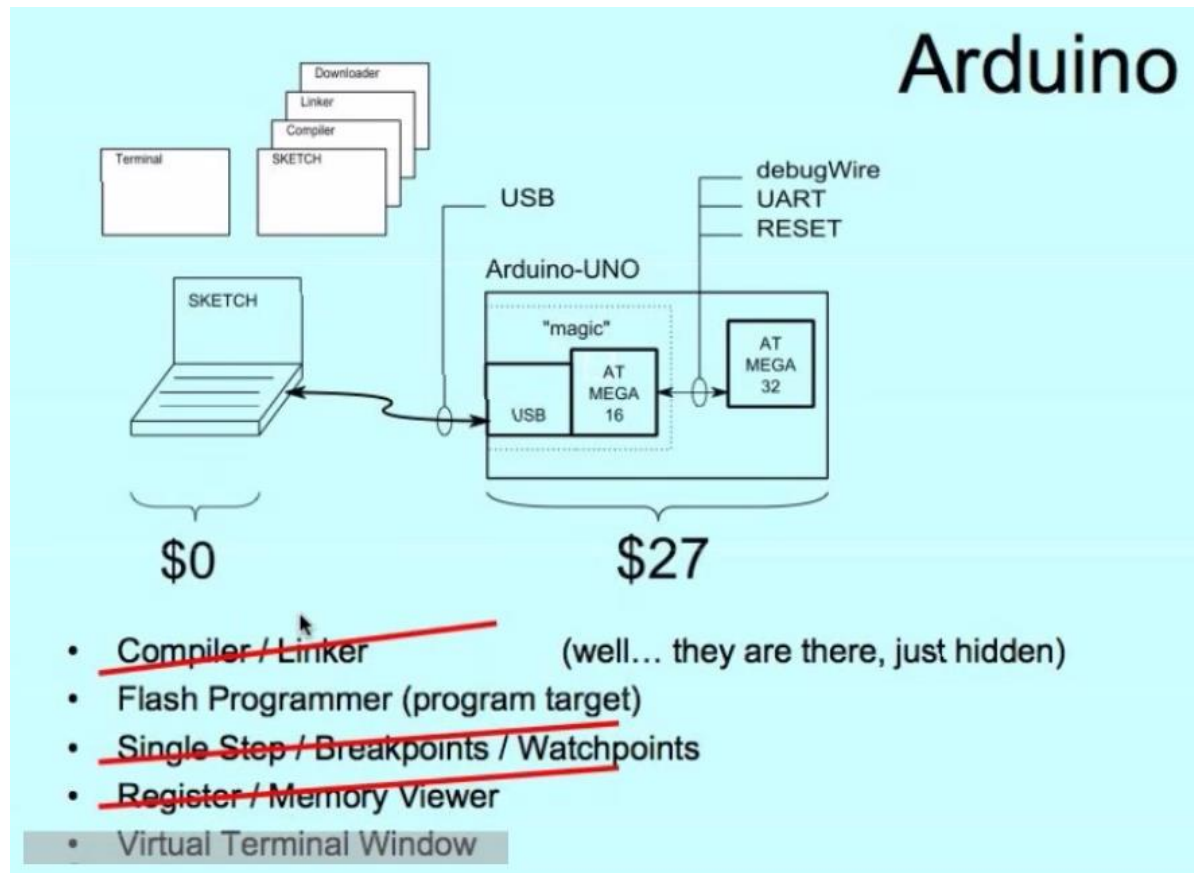 Arduino
Downloader
Linker
Compiler
Terminal
SKETCH
debugWire
USB
UART
RESET
Arduino-UNO
SKETCH
"magic"
AT
MEGA
32
AT
MEGA
16
USB
$0
$27
• Compiler / Linker (well... they are there, just hidden)
• Flash Programmer (program target)
• Single Step / Breakpoints / Watchpoints
• Register / Memory Viewer
• Virtual Terminal Window